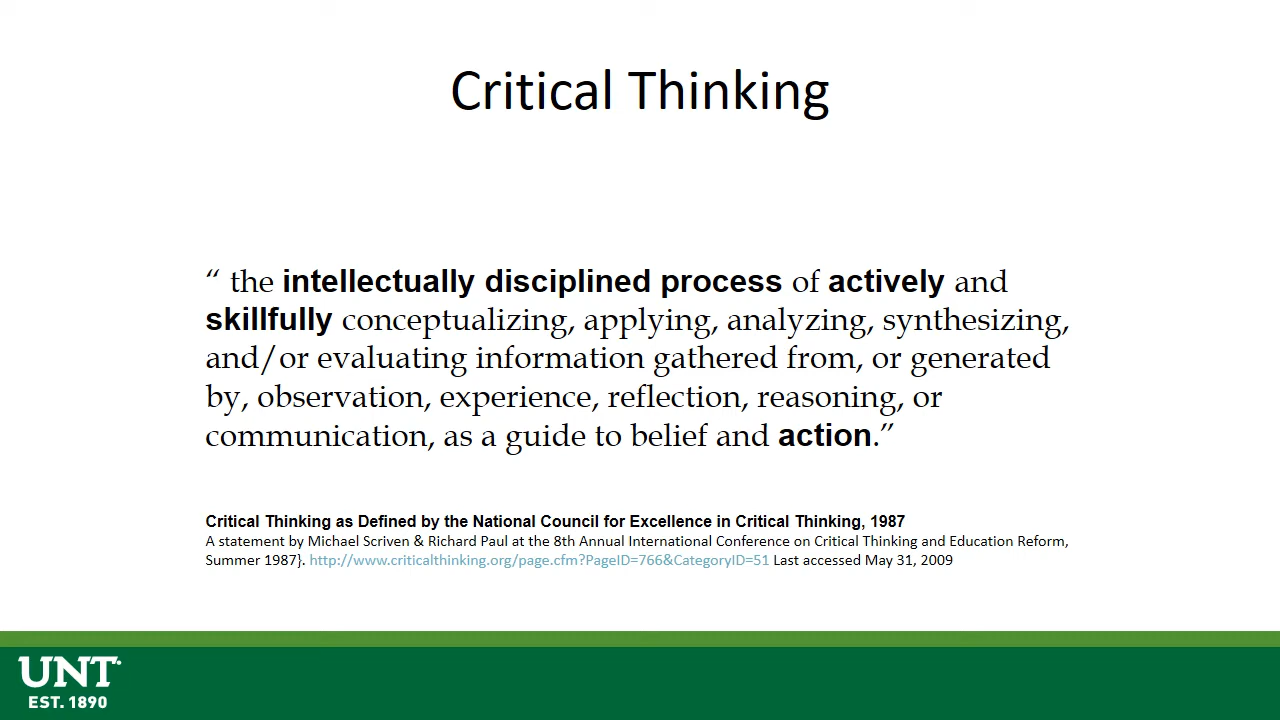 Critical Thinking
“ the intellectually disciplined process of actively and
skillfully conceptualizing, applying, analyzing, synthesizing,
and/or evaluating information gathered from, or generated
by, observation, experience, reflection, reasoning, or
communication, as a guide to belief and action.”
Critical Thinking as Defined by the National Council for Excellence in Critical Thinking, 1987
A statement by Michael Scriven & Richard Paul at the 8th Annual International Conference on Critical Thinking and Education Reform,
Summer 1987}. http://www.criticalthinking.org/page.cfm?PageID=766&CategoryID=51 Last accessed May 31, 2009
UNT
EST. 1890